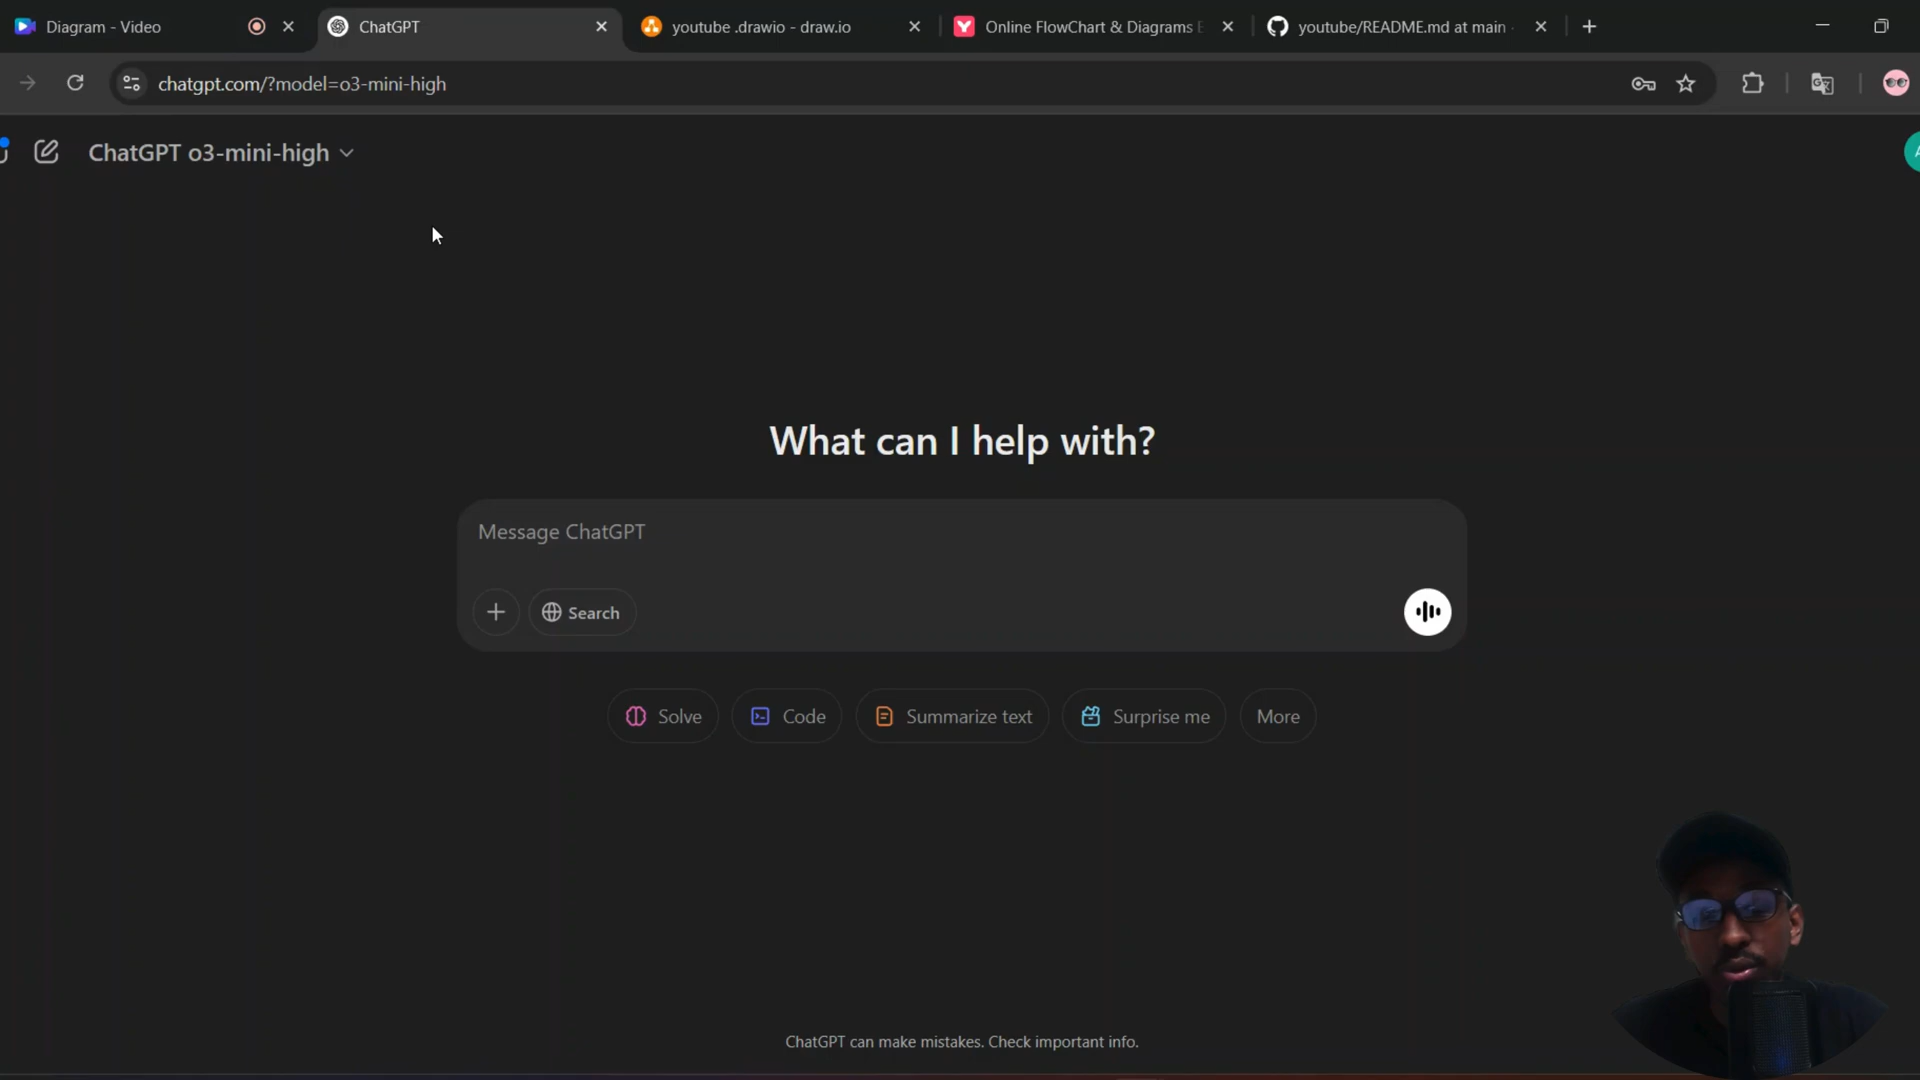 Diagram - Video
ChatGPT
youtube .drawio - draw.io
Online FlowChart & Diagrams E
youtube/README.md at main
chatgpt.com/?model=o3-mini-high
ChatGPT o3-mini-high
What can I help with?
Message ChatGPT
Search
Solve
Code
Summarize text
Surprise me
More
ChatGPT can make mistakes. Check important info.